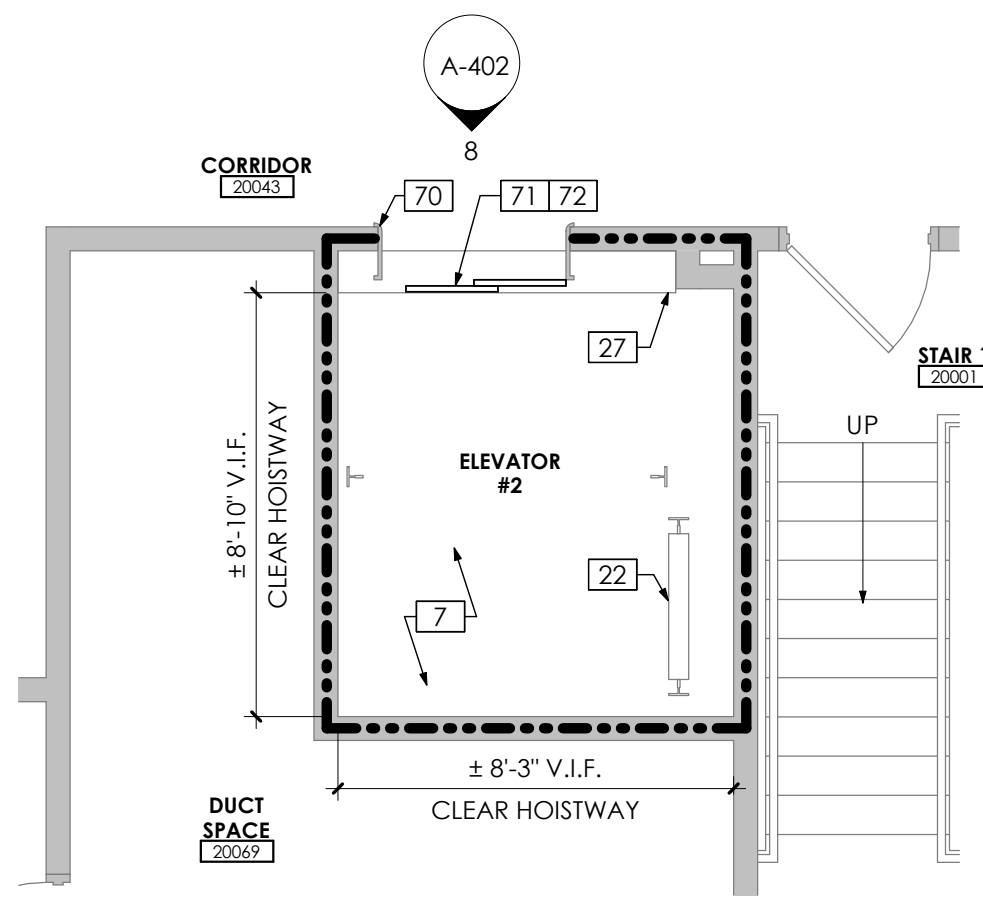 A-402
8
CORRIDOR
20043
70
71 72
27
STAIR
20001
UP
± 8'-10" V.I.F.
CLEAR HOISTWAY
ELEVATOR
#2
22
7
± 8'-3" V.I.F.
CLEAR HOISTWAY
DUCT
SPACE
20069